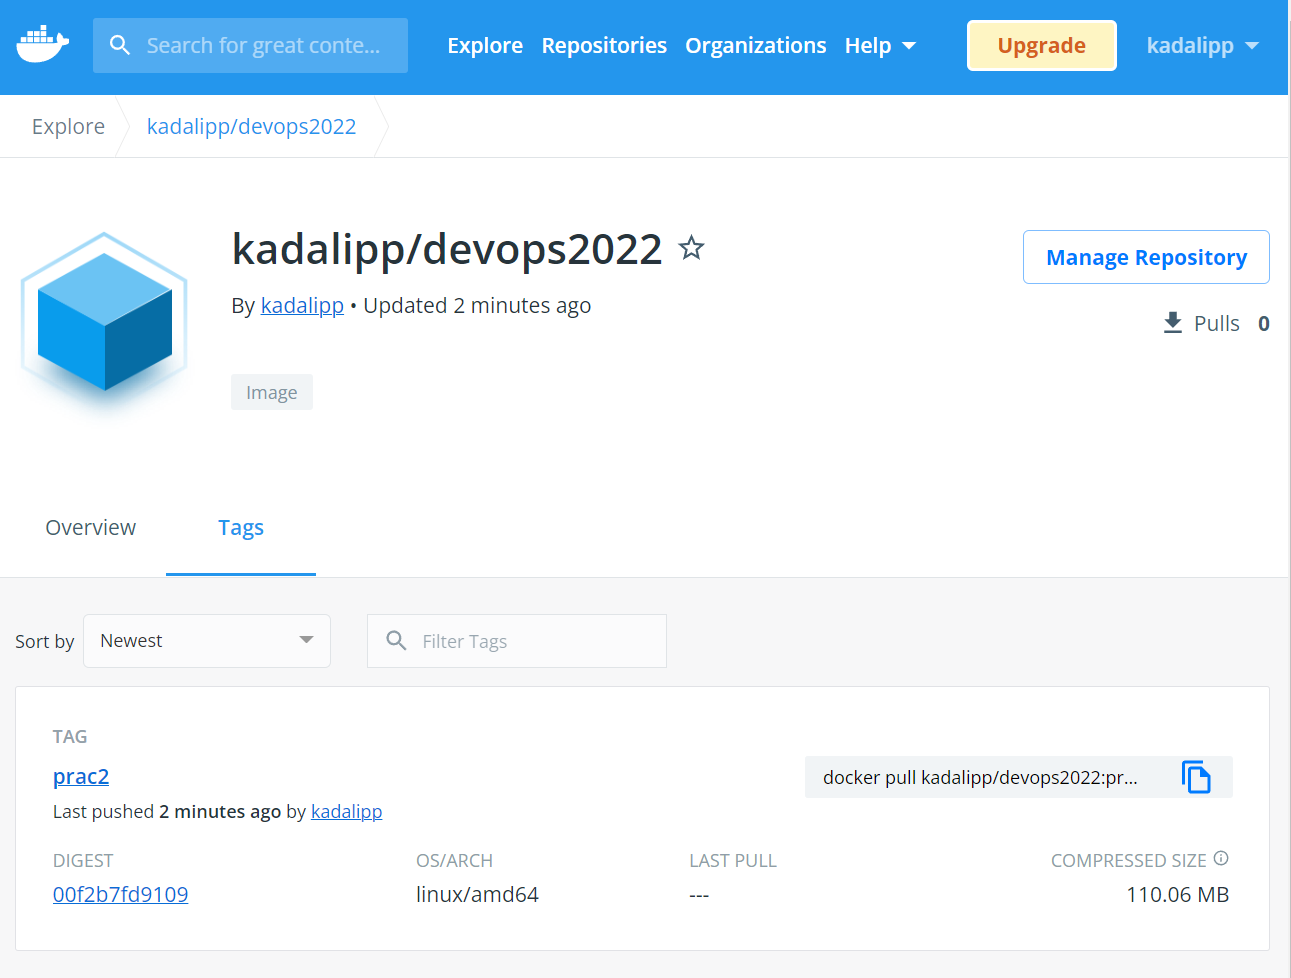 Search for great conte...
Explore Repositories Organizations Help
Upgrade
kadalipp
Explore kadalipp/devops2022
kadalipp/devops2022
By kadalipp • Updated 2 minutes ago
Manage Repository
Pulls 0
Image
Overview Tags
Sort by Newest Filter Tags
TAG
prac2
docker pull kadalipp/devops2022:pr...
Last pushed 2 minutes ago by kadalipp
DIGEST OS/ARCH LAST PULL COMPRESSED SIZE
00f2b7fd9109 linux/amd64 --- 110.06 MB